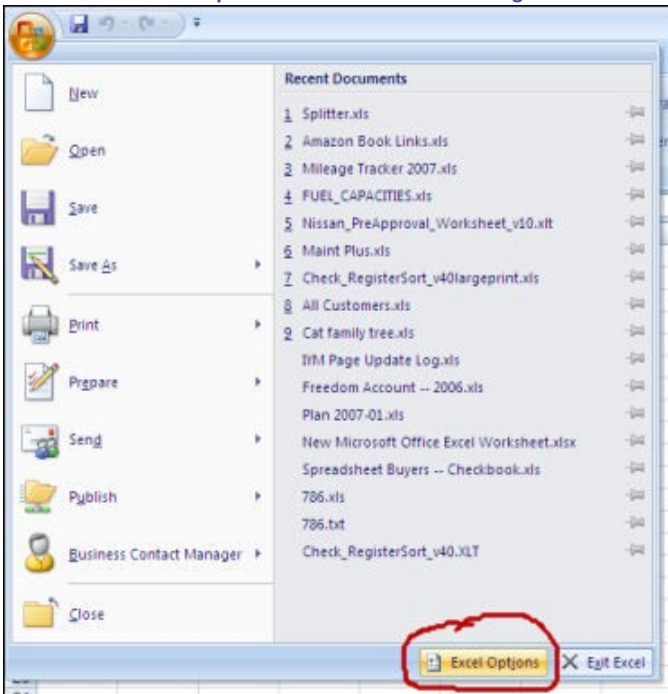 New
Open
Save
Save As
Print
Prepare
Send
Publish
Business Contact Manager
Close
Recent Documents
1 Splitter.xls
2 Amazon Book Links.xls
3 Mileage Tracker 2007.xls
4 FUEL_CAPACITIES.xls
5 Nissan_PreApproval_Worksheet_v10.xlt
6 Maint Plus.xls
7 Check_RegisterSort_v40largeprint.xls
8 All Customers.xls
9 Cat family tree.xls
IYM Page Update Log.xls
Freedom Account -- 2006.xls
Plan 2007-01.xls
New Microsoft Office Excel Worksheet.xlsx
Spreadsheet Buyers -- Checkbook.xls
786.xls
786.txt
Check_RegisterSort_v40.XLT
Excel Options
Exit Excel